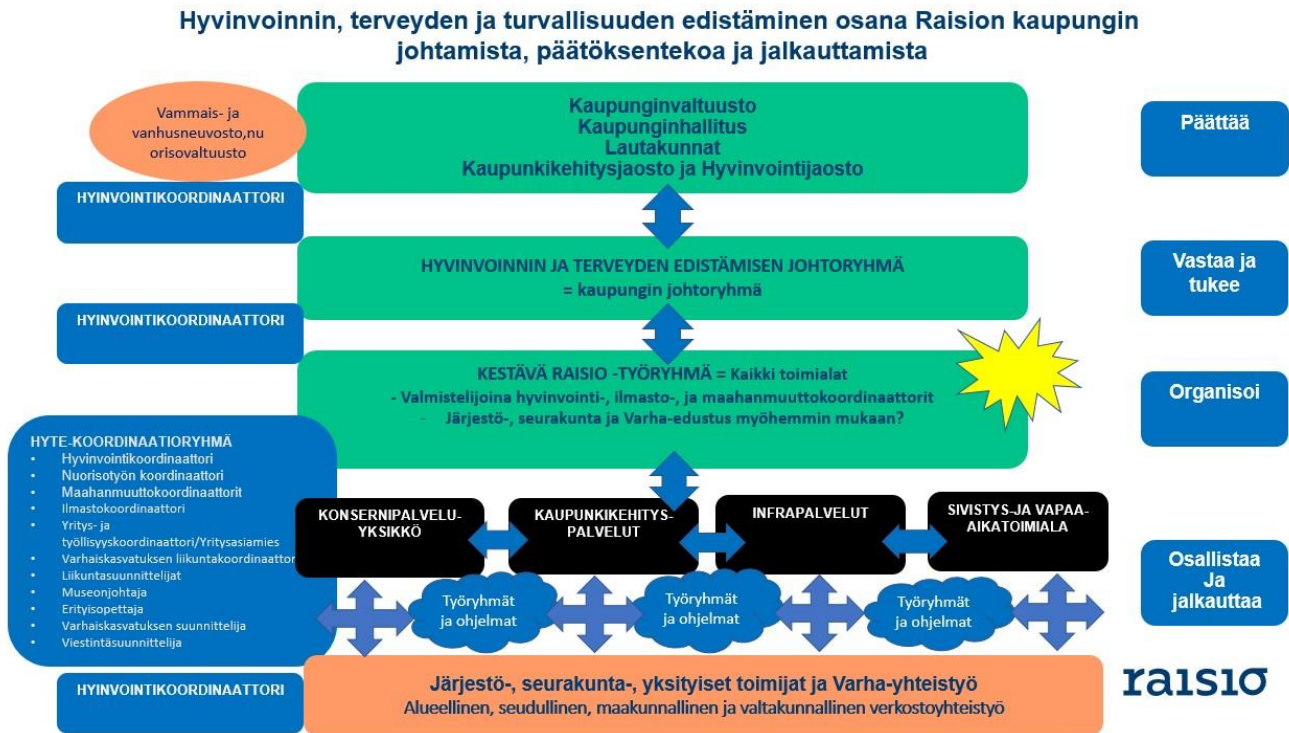 Hyvinvoinnin, terveyden ja turvallisuuden edistäminen osana Raision kaupungin
johtamista, päätöksentekoa ja jalkauttamista
Vammais- ja
vanhusneuvosto,nu
orisovaltuusto
Kaupunginvaltuusto
Kaupunginhallitus
Lautakunnat
Kaupunkikehitysjaosto ja Hyvinvointijaosto
Päättää
HYINVOINTIKOORDINAATTORI
HYVINVOINNIN JA TERVEYDEN EDISTÄMISEN JOHTORYHMÄ
= kaupungin johtoryhmä
Vastaa ja
tukee
HYINVOINTIKOORDINAATTORI
KESTÄVÄ RAISIO -TYÖRYHMÄ = Kaikki toimialat
- Valmistelijoina hyvinvointi-, ilmasto-, ja maahanmuuttokoordinaattorit
- Järjestö-, seurakunta ja Varha-edustus myöhemmin mukaan?
Organisoi
HYTE-KOORDINAATIORYHMÄ
• Hyvinvointikoordinaattori
• Nuorisotyön koordinaattori
• Maahanmuuttokoordinaattorit
• Ilmastokoordinaattori
• Yritys- ja
työllisyyskoordinaattori/Yritysasiamies
• Varhaiskasvatuksen liikuntakoordinaattor
• Liikuntasuunnittelijat
• Museonjohtaja
• Erityisopettaja
• Varhaiskasvatuksen suunnittelija
• Viestintäsuunnittelija
KONSERNIPALVELU-
YKSIKKÖ
KAUPUNKIKEHITYS-
PALVELUT
INFRAPALVELUT
SIVISTYS-JA VAPAA-
AIKATOIMIALA
Osallistaa
Ja
jalkauttaa
Työryhmät
ja ohjelmat
Työryhmät
ja ohjelmat
Työryhmät
ja ohjelmat
HYINVOINTIKOORDINAATTORI
Järjestö-, seurakunta-, yksityiset toimijat ja Varha-yhteistyö
Alueellinen, seudullinen, maakunnallinen ja valtakunnallinen verkostoyhteistyö
raisio